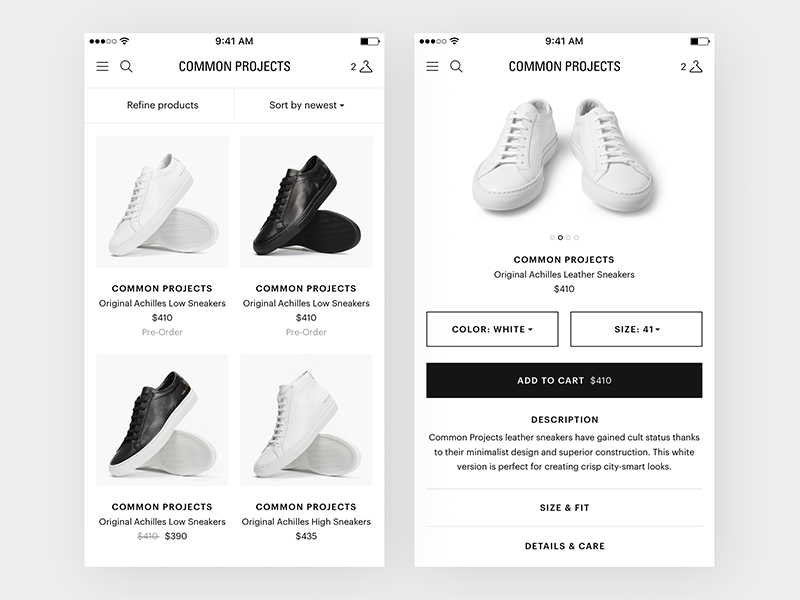 9:41 AM
COMMON PROJECTS
2
Refine products
Sort by newest
COMMON PROJECTS
Original Achilles Low Sneakers
$410
Pre-Order
COMMON PROJECTS
Original Achilles Low Sneakers
$410
Pre-Order
COMMON PROJECTS
Original Achilles Low Sneakers
$410 $390
COMMON PROJECTS
Original Achilles High Sneakers
$435
9:41 AM
COMMON PROJECTS
2
COMMON PROJECTS
Original Achilles Leather Sneakers
$410
COLOR: WHITE
SIZE: 41
ADD TO CART $410
DESCRIPTION
Common Projects leather sneakers have gained cult status thanks
to their minimalist design and superior construction. This white
version is perfect for creating crisp city-smart looks.
SIZE & FIT
DETAILS & CARE